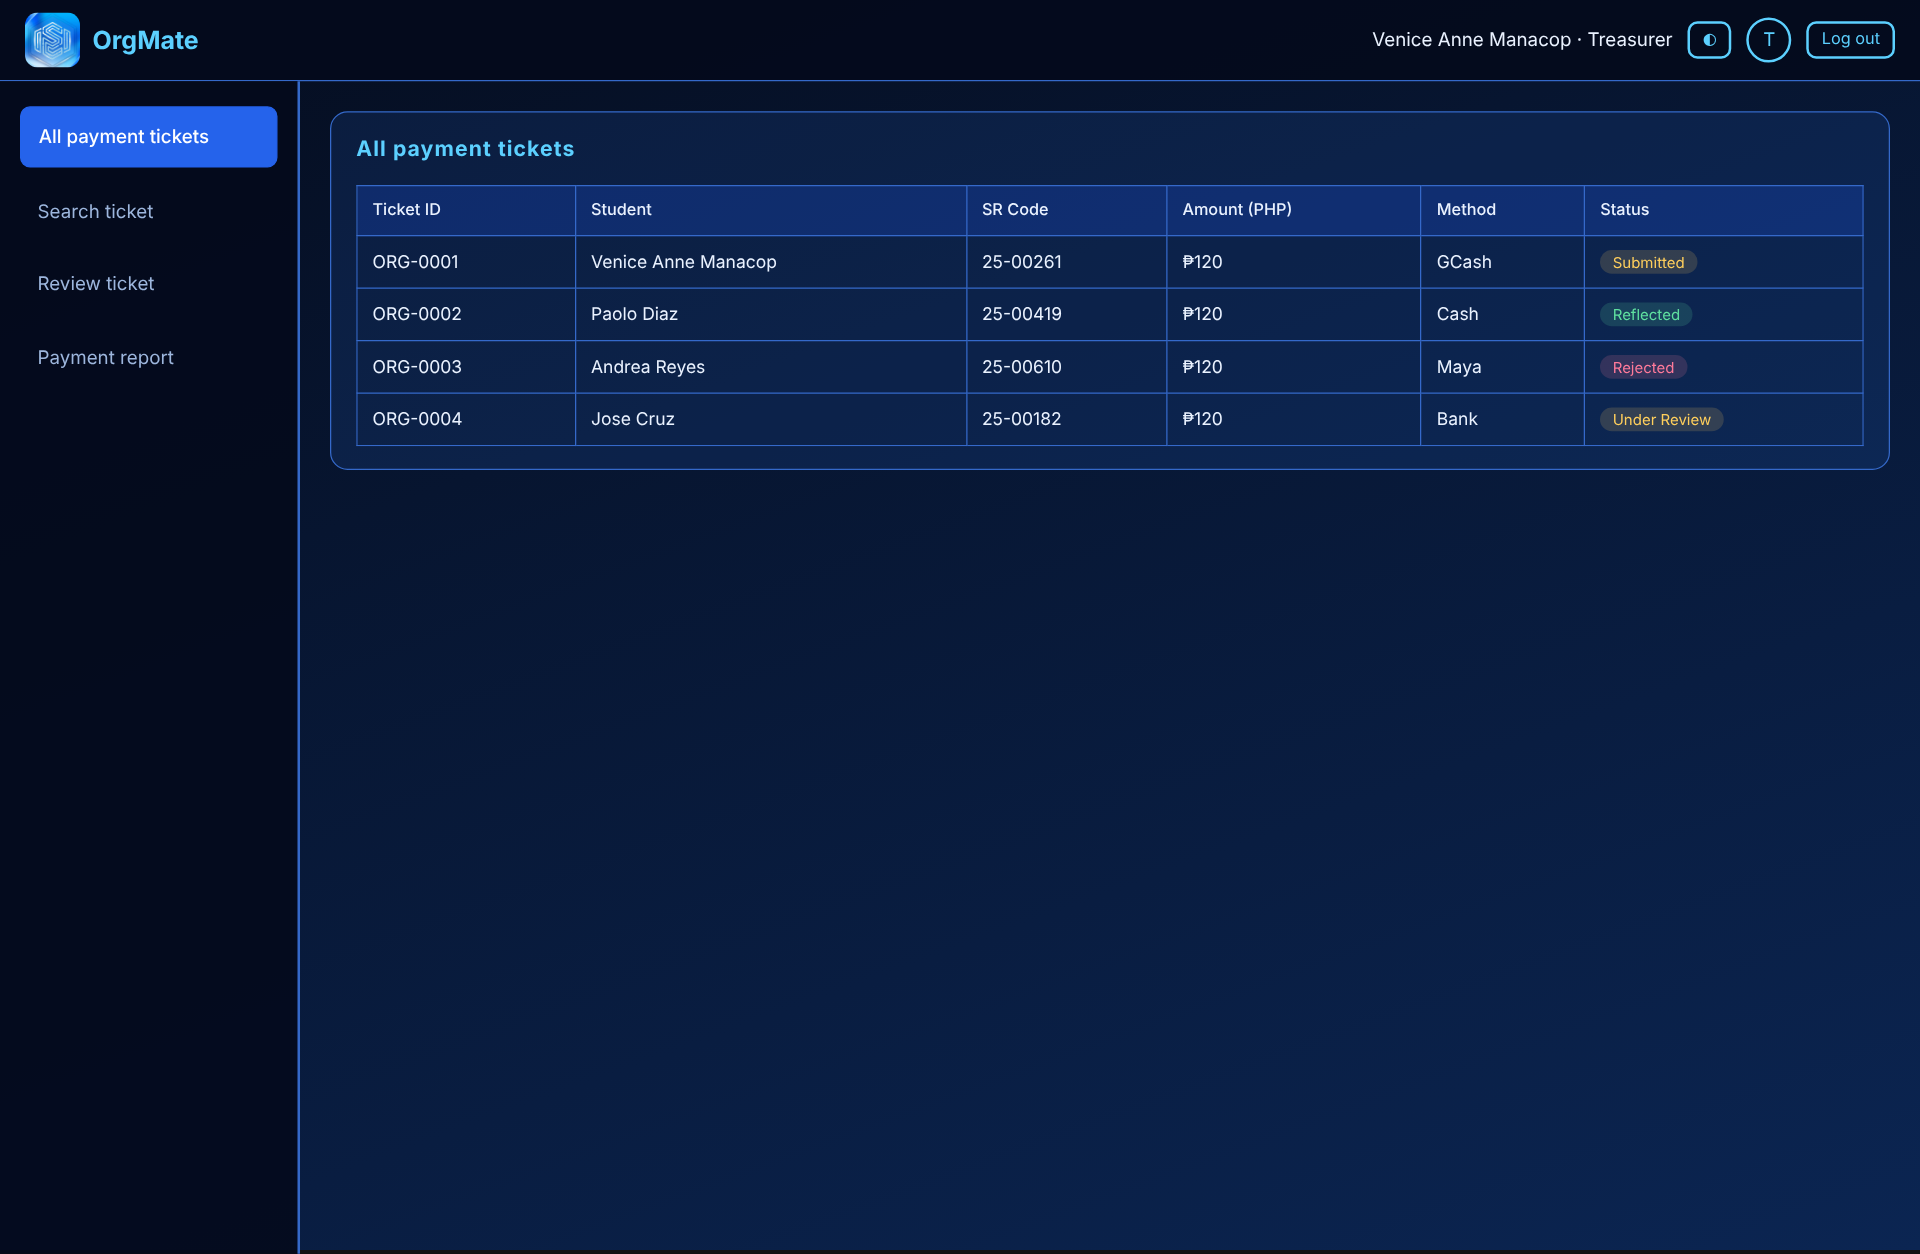 OrgMate
Venice Anne Manacop · Treasurer
T
Log out
All payment tickets
Search ticket
Review ticket
Payment report
All payment tickets
Ticket ID Student SR Code Amount (PHP) Method Status
ORG-0001 Venice Anne Manacop 25-00261 ₱120 GCash Submitted
ORG-0002 Paolo Diaz 25-00419 ₱120 Cash Reflected
ORG-0003 Andrea Reyes 25-00610 ₱120 Maya Rejected
ORG-0004 Jose Cruz 25-00182 ₱120 Bank Under Review